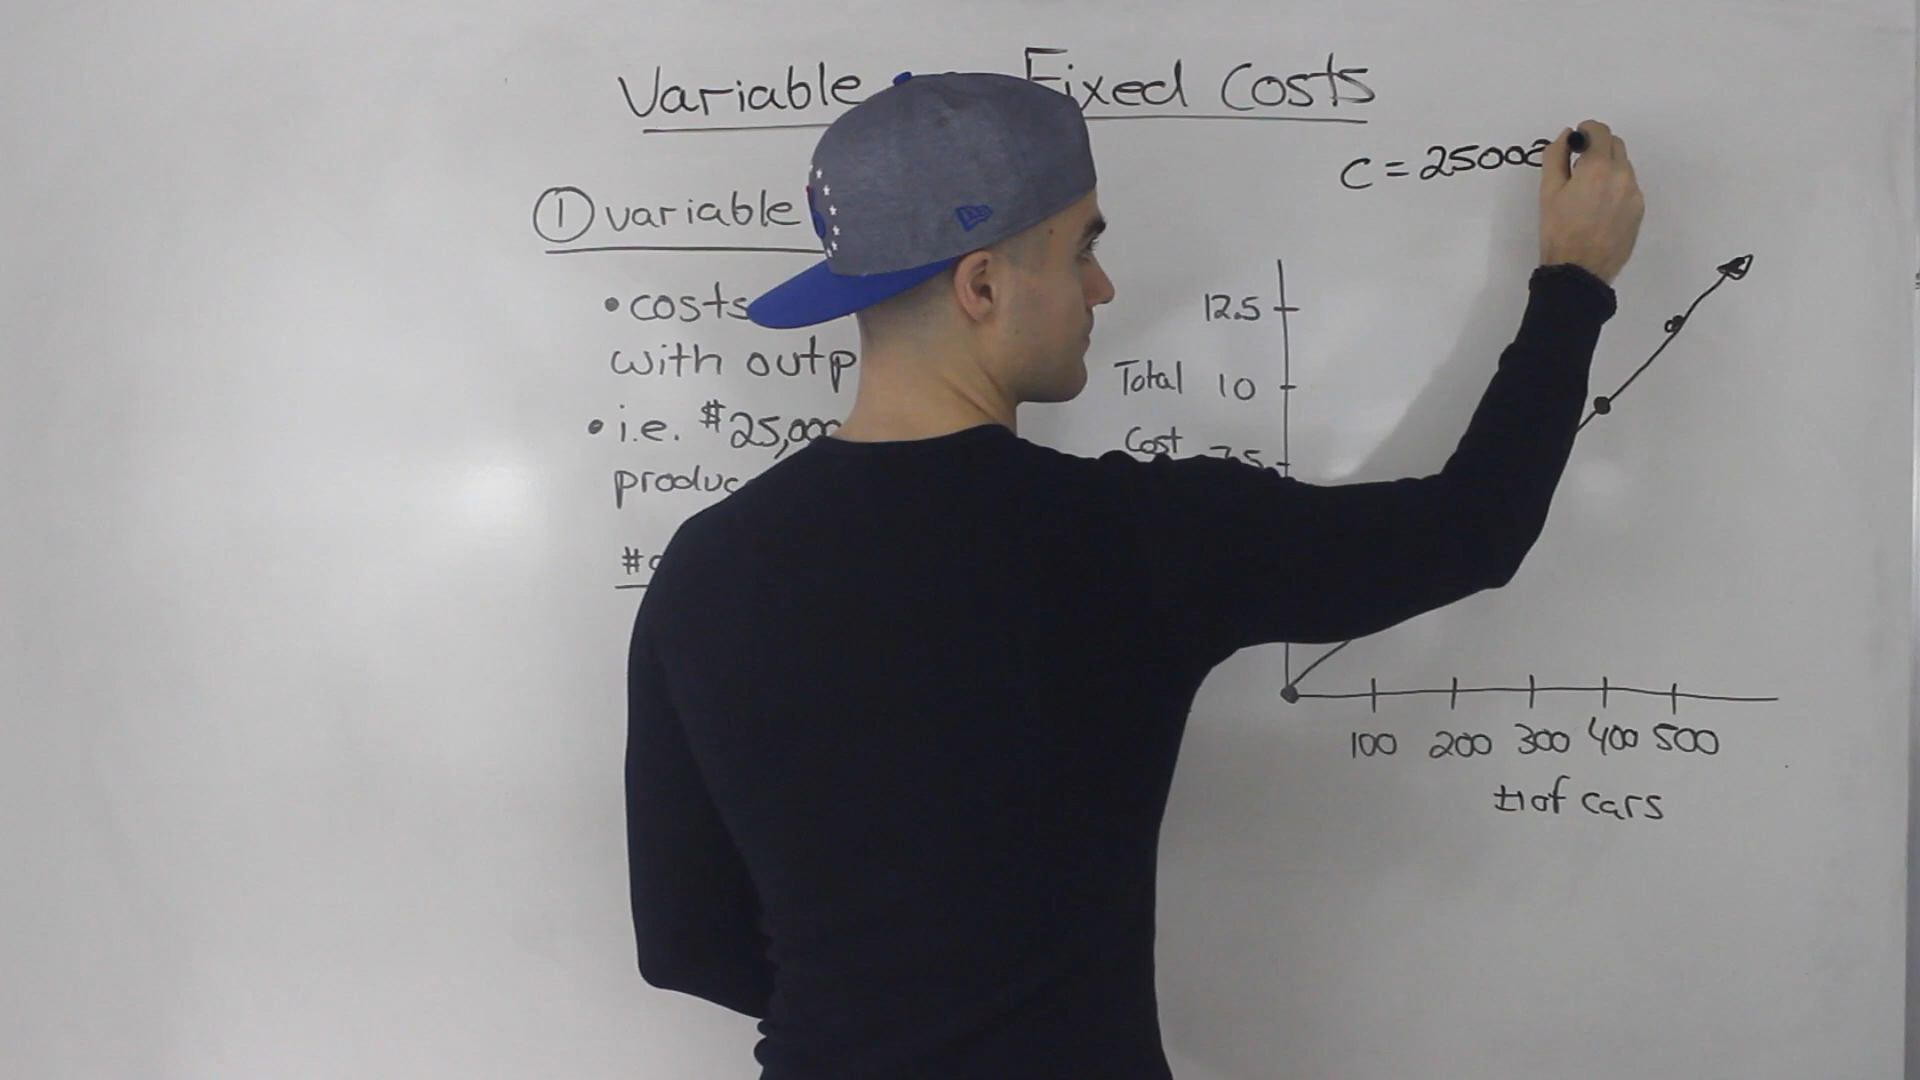 Variable Fixed Costs
C = 25000
① variable
• costs
with outp
• i.e. $25,000
produc
#
12.5
Total 10
Cost 7.5
100 200 300 400 500
# of cars